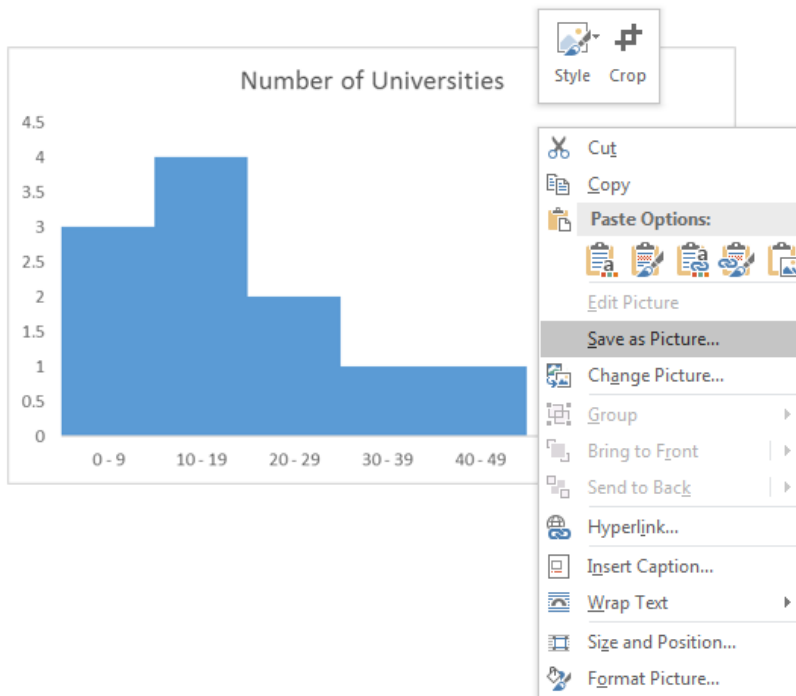 Style Crop
Number of Universities
4.5
4
3.5
3
2.5
2
1.5
1
0.5
0
0 - 9 10 - 19 20 - 29 30 - 39 40 - 49
Cut
Copy
Paste Options:
Edit Picture
Save as Picture...
Change Picture...
Group
Bring to Front
Send to Back
Hyperlink...
Insert Caption...
Wrap Text
Size and Position...
Format Picture...